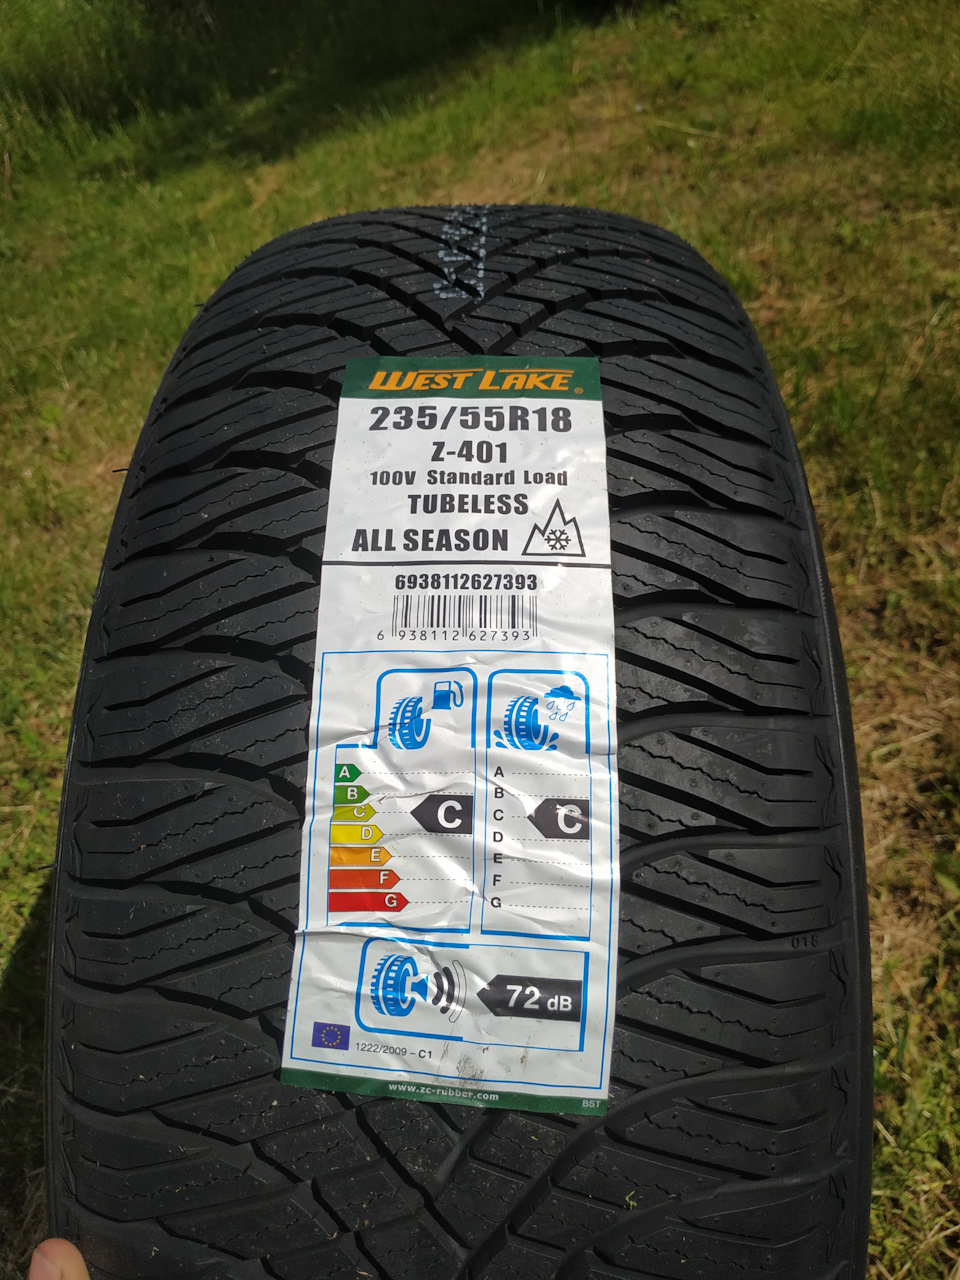 WEST LAKE®
235/55R18
Z-401
100V Standard Load
TUBELESS
ALL SEASON
6938112627393
6 938112 627393
A
B
C
D
E
F
G
C
A
B
C
D
E
F
G
C
72 dB
1222/2009 - C1
www.zc-rubber.com
BST
018